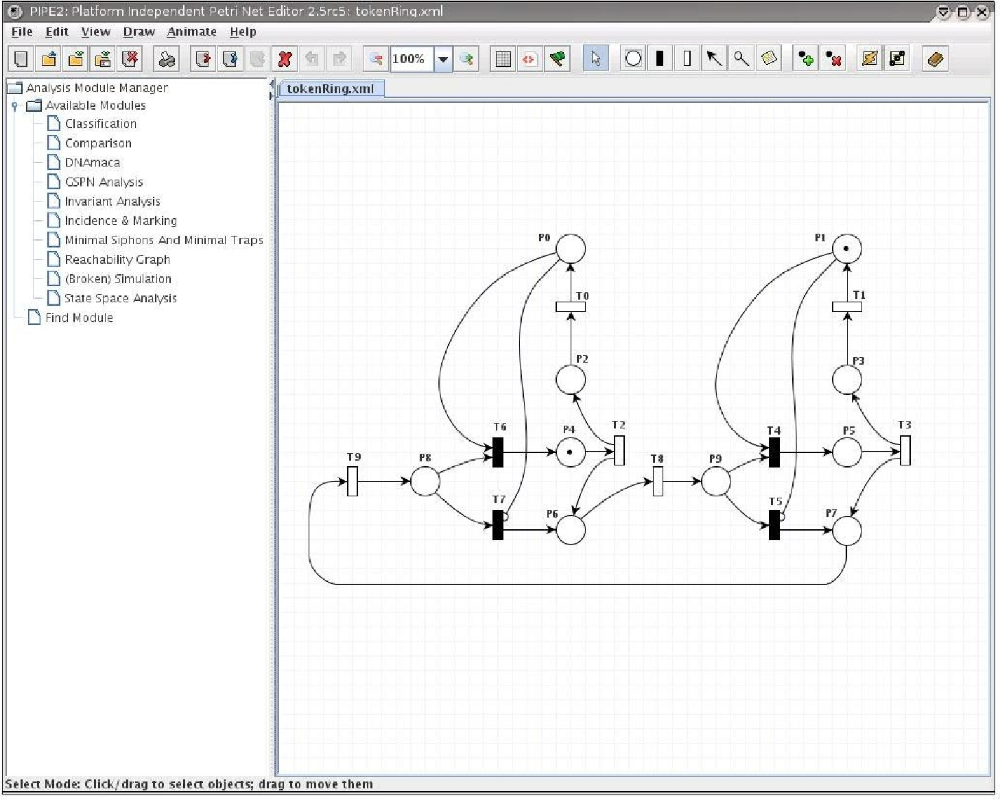 PIPE2: Platform Independent Petri Net Editor 2.5rc5: tokenRing.xml
File Edit View Draw Animate Help
100%
Analysis Module Manager
Available Modules
Classification
Comparison
DNAmaca
GSPN Analysis
Invariant Analysis
Incidence & Marking
Minimal Siphons And Minimal Traps
Reachability Graph
(Broken) Simulation
State Space Analysis
Find Module
tokenRing.xml
P0 P1
T0 T1
P2 P3
T6 P4 T2 T4 P5 T3
T9 P8 T8 P9
T7 P6 T5 P7
Select Mode: Click/drag to select objects; drag to move them